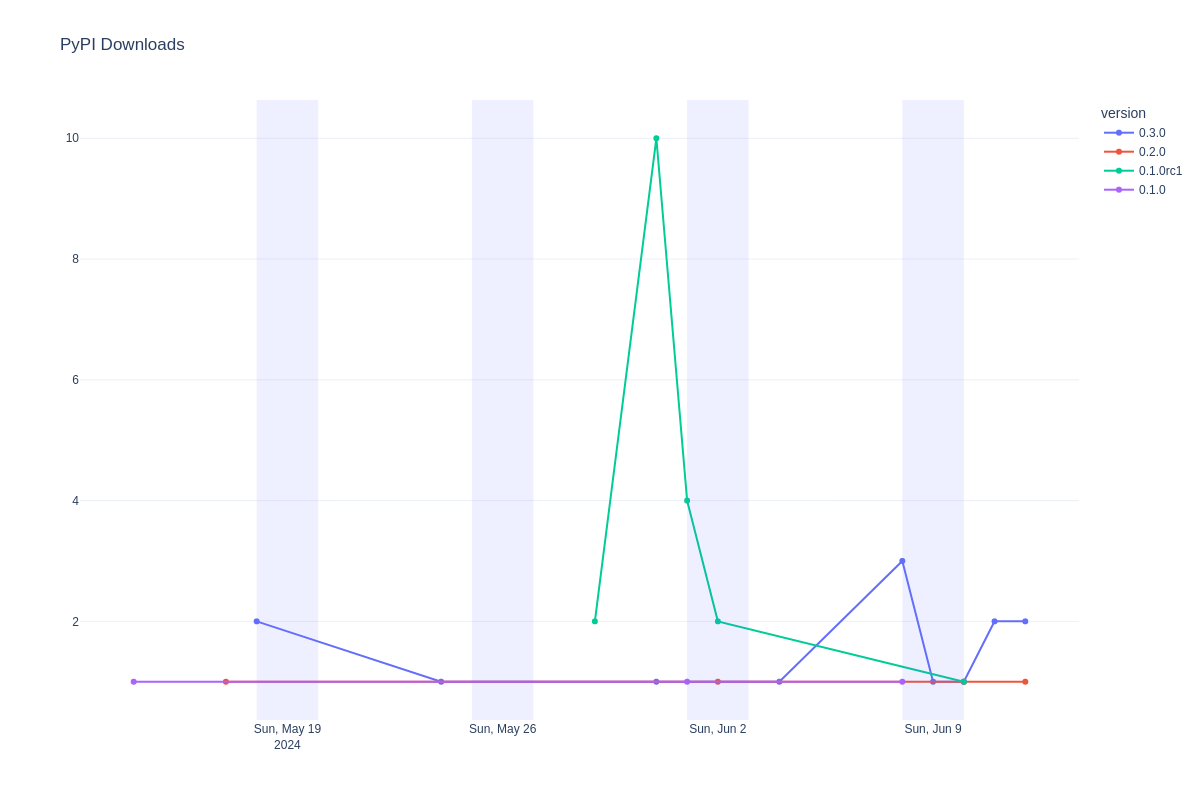 PyPI Downloads
version
0.3.0
0.2.0
0.1.0rc1
0.1.0
10
8
6
4
2
Sun, May 19
2024
Sun, May 26
Sun, Jun 2
Sun, Jun 9